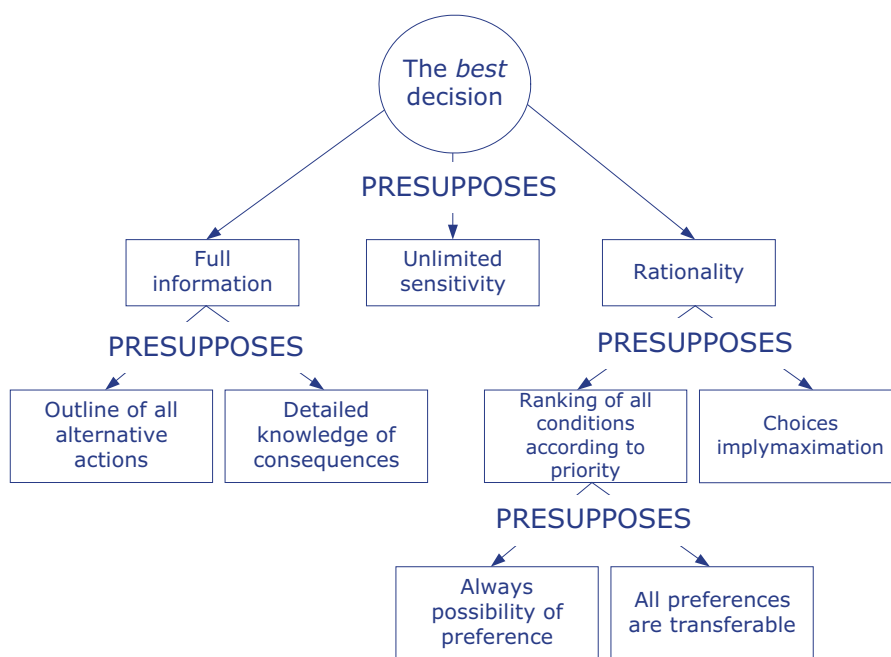 The best
decision
PRESUPPOSES
Full
information
Unlimited
sensitivity
Rationality
PRESUPPOSES
PRESUPPOSES
Outline of all
alternative
actions
Detailed
knowledge of
consequences
Ranking of all
conditions
according to
priority
Choices
implymaximation
PRESUPPOSES
Always
possibility of
preference
All preferences
are transferable